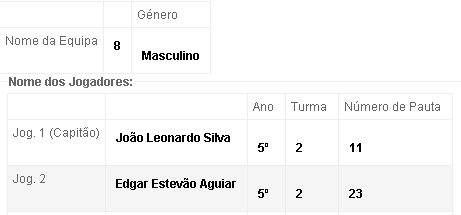 Género
Nome da Equipa 8 Masculino
Nome dos Jogadores:
Ano Turma Número de Pauta
Jog. 1 (Capitão) João Leonardo Silva 5º 2 11
Jog. 2 Edgar Estevão Aguiar 5º 2 23